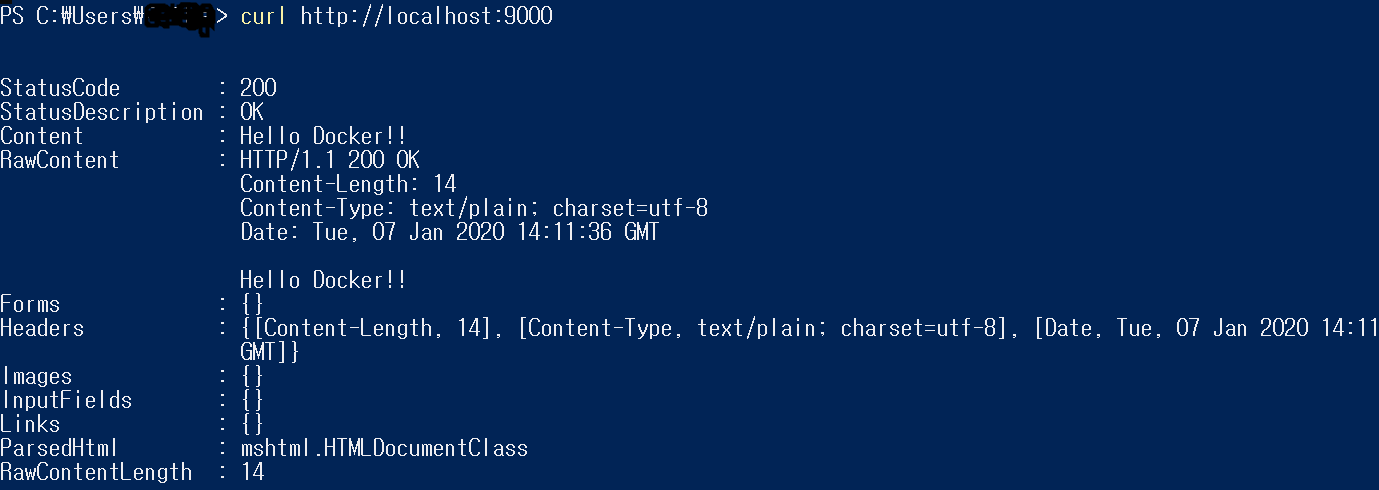 PS C:₩Users₩> curl http://localhost:9000
StatusCode : 200
StatusDescription : OK
Content : Hello Docker!!
RawContent : HTTP/1.1 200 OK
Content-Length: 14
Content-Type: text/plain; charset=utf-8
Date: Tue, 07 Jan 2020 14:11:36 GMT
Hello Docker!!
Forms : {}
Headers : {[Content-Length, 14], [Content-Type, text/plain; charset=utf-8], [Date, Tue, 07 Jan 2020 14:11
GMT]}
Images : {}
InputFields : {}
Links : {}
ParsedHtml : mshtml.HTMLDocumentClass
RawContentLength : 14